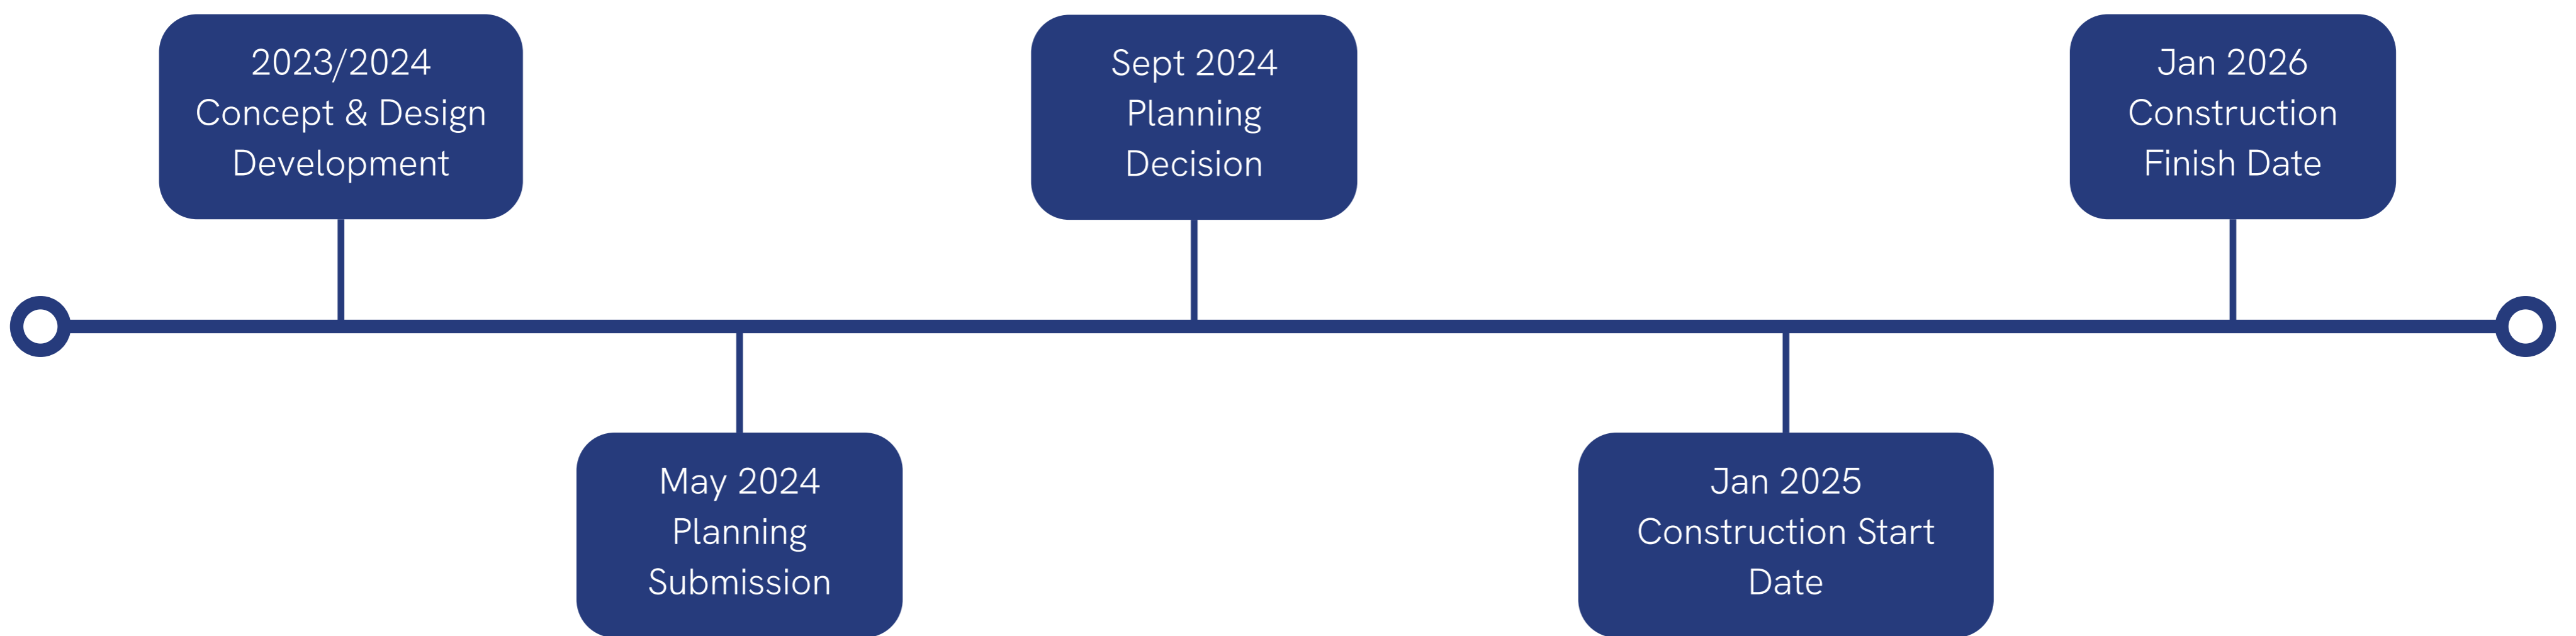 2023/2024
Concept & Design
Development
May 2024
Planning
Submission
Sept 2024
Planning
Decision
Jan 2025
Construction Start
Date
Jan 2026
Construction
Finish Date